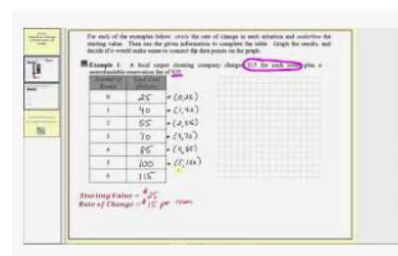 For each of the examples below, circle the rate of change in each situation and underline the
starting value. Then use the given information to complete the table. Graph the results, and
decide if it would make sense to connect the data points on the graph.
Example 1: A local carpet cleaning company charges $15 for each room plus a
nonrefundable reservation fee of $25.
Number of Rooms Total Cost
0 25 = (0,25)
1 40 = (1,40)
2 55 = (2,55)
3 70 = (3,70)
4 85 = (4,85)
5 100 = (5,100)
6 115
Starting Value = $25
Rate of Change = $15 per room